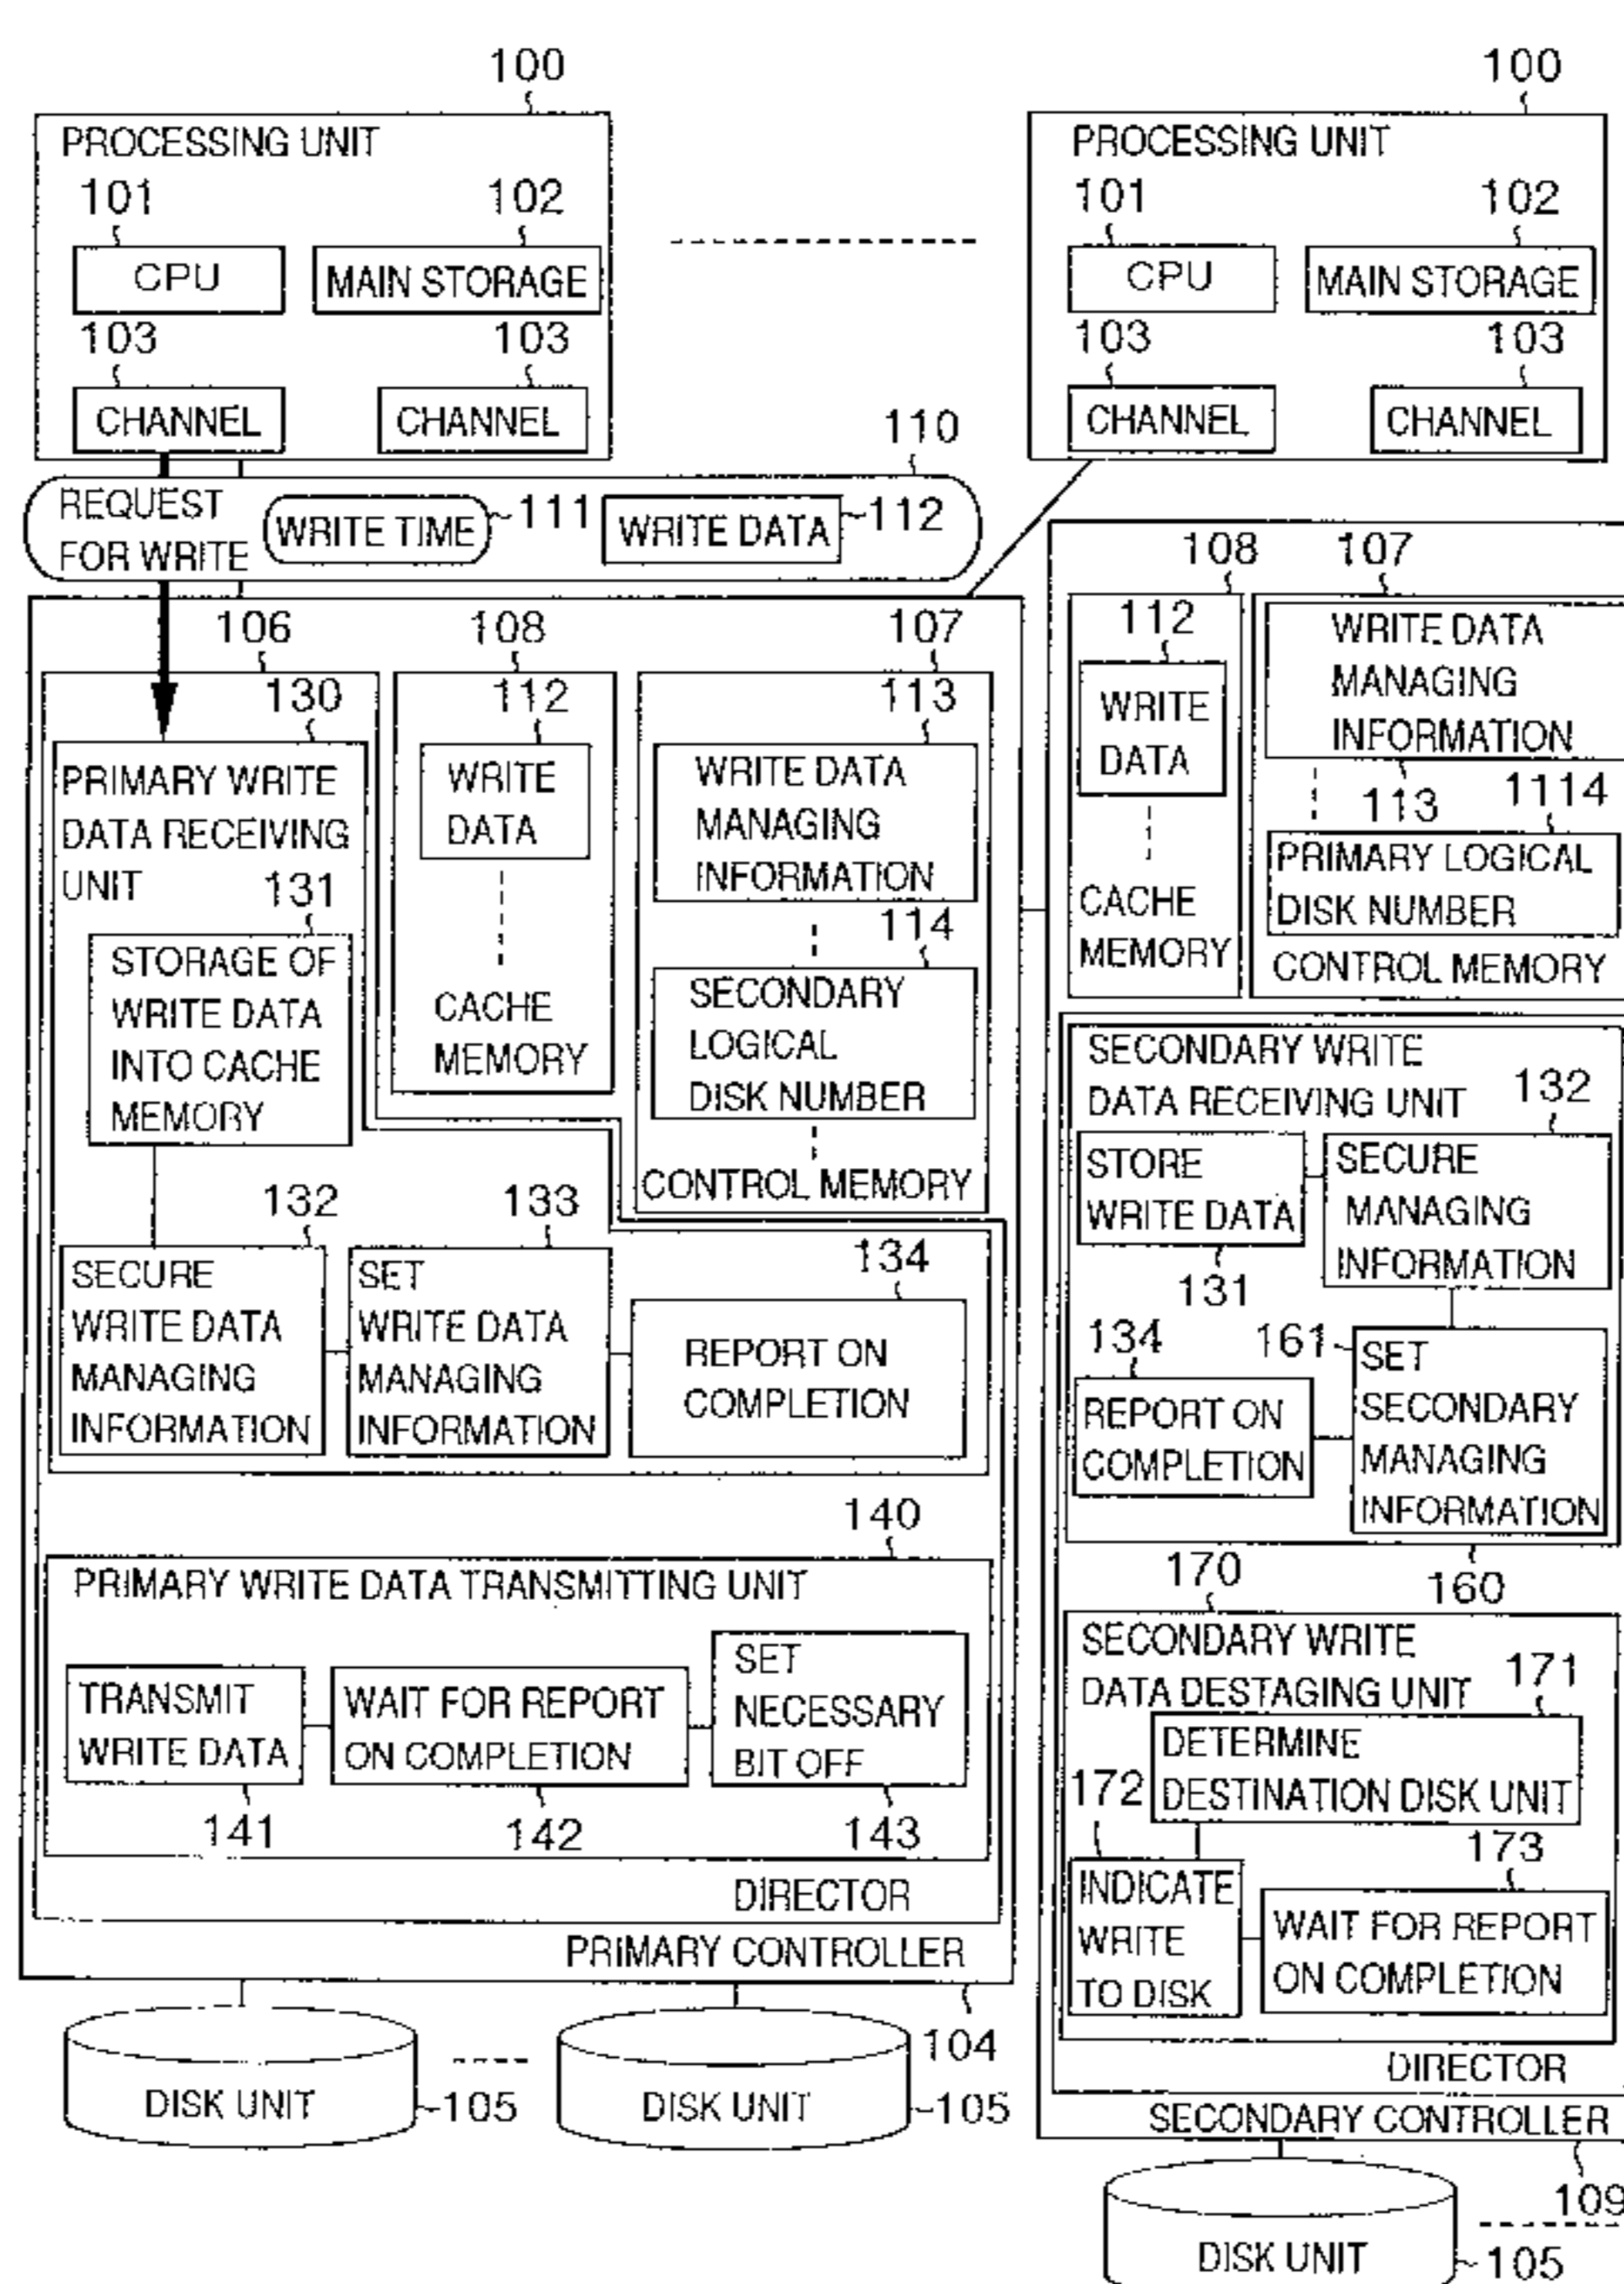 100
PROCESSING UNIT
101
102
CPU
MAIN STORAGE
103
103
CHANNEL
CHANNEL
100
PROCESSING UNIT
101
102
CPU
MAIN STORAGE
103
103
CHANNEL
CHANNEL
110
REQUEST
FOR WRITE
WRITE TIME
111
WRITE DATA
112
106
108
107
130
PRIMARY WRITE
DATA RECEIVING
UNIT
131
STORAGE OF
WRITE DATA
INTO CACHE
MEMORY
112
WRITE
DATA
CACHE
MEMORY
113
WRITE DATA
MANAGING
INFORMATION
114
SECONDARY
LOGICAL
DISK NUMBER
CONTROL MEMORY
132
SECURE
WRITE DATA
MANAGING
INFORMATION
133
SET
WRITE DATA
MANAGING
INFORMATION
134
REPORT ON
COMPLETION
140
PRIMARY WRITE DATA TRANSMITTING UNIT
TRANSMIT
WRITE DATA
141
WAIT FOR REPORT
ON COMPLETION
142
SET
NECESSARY
BIT OFF
143
DIRECTOR
PRIMARY CONTROLLER
104
DISK UNIT
105
DISK UNIT
105
108
107
112
WRITE
DATA
CACHE
MEMORY
WRITE DATA
MANAGING
INFORMATION
113
1114
PRIMARY LOGICAL
DISK NUMBER
CONTROL MEMORY
SECONDARY WRITE
DATA RECEIVING UNIT
132
STORE
WRITE DATA
131
SECURE
MANAGING
INFORMATION
134
REPORT ON
COMPLETION
161
SET
SECONDARY
MANAGING
INFORMATION
160
170
SECONDARY WRITE
DATA DESTAGING UNIT
171
DETERMINE
DESTINATION DISK UNIT
172
INDICATE
WRITE
TO DISK
173
WAIT FOR REPORT
ON COMPLETION
DIRECTOR
SECONDARY CONTROLLER
109
DISK UNIT
105